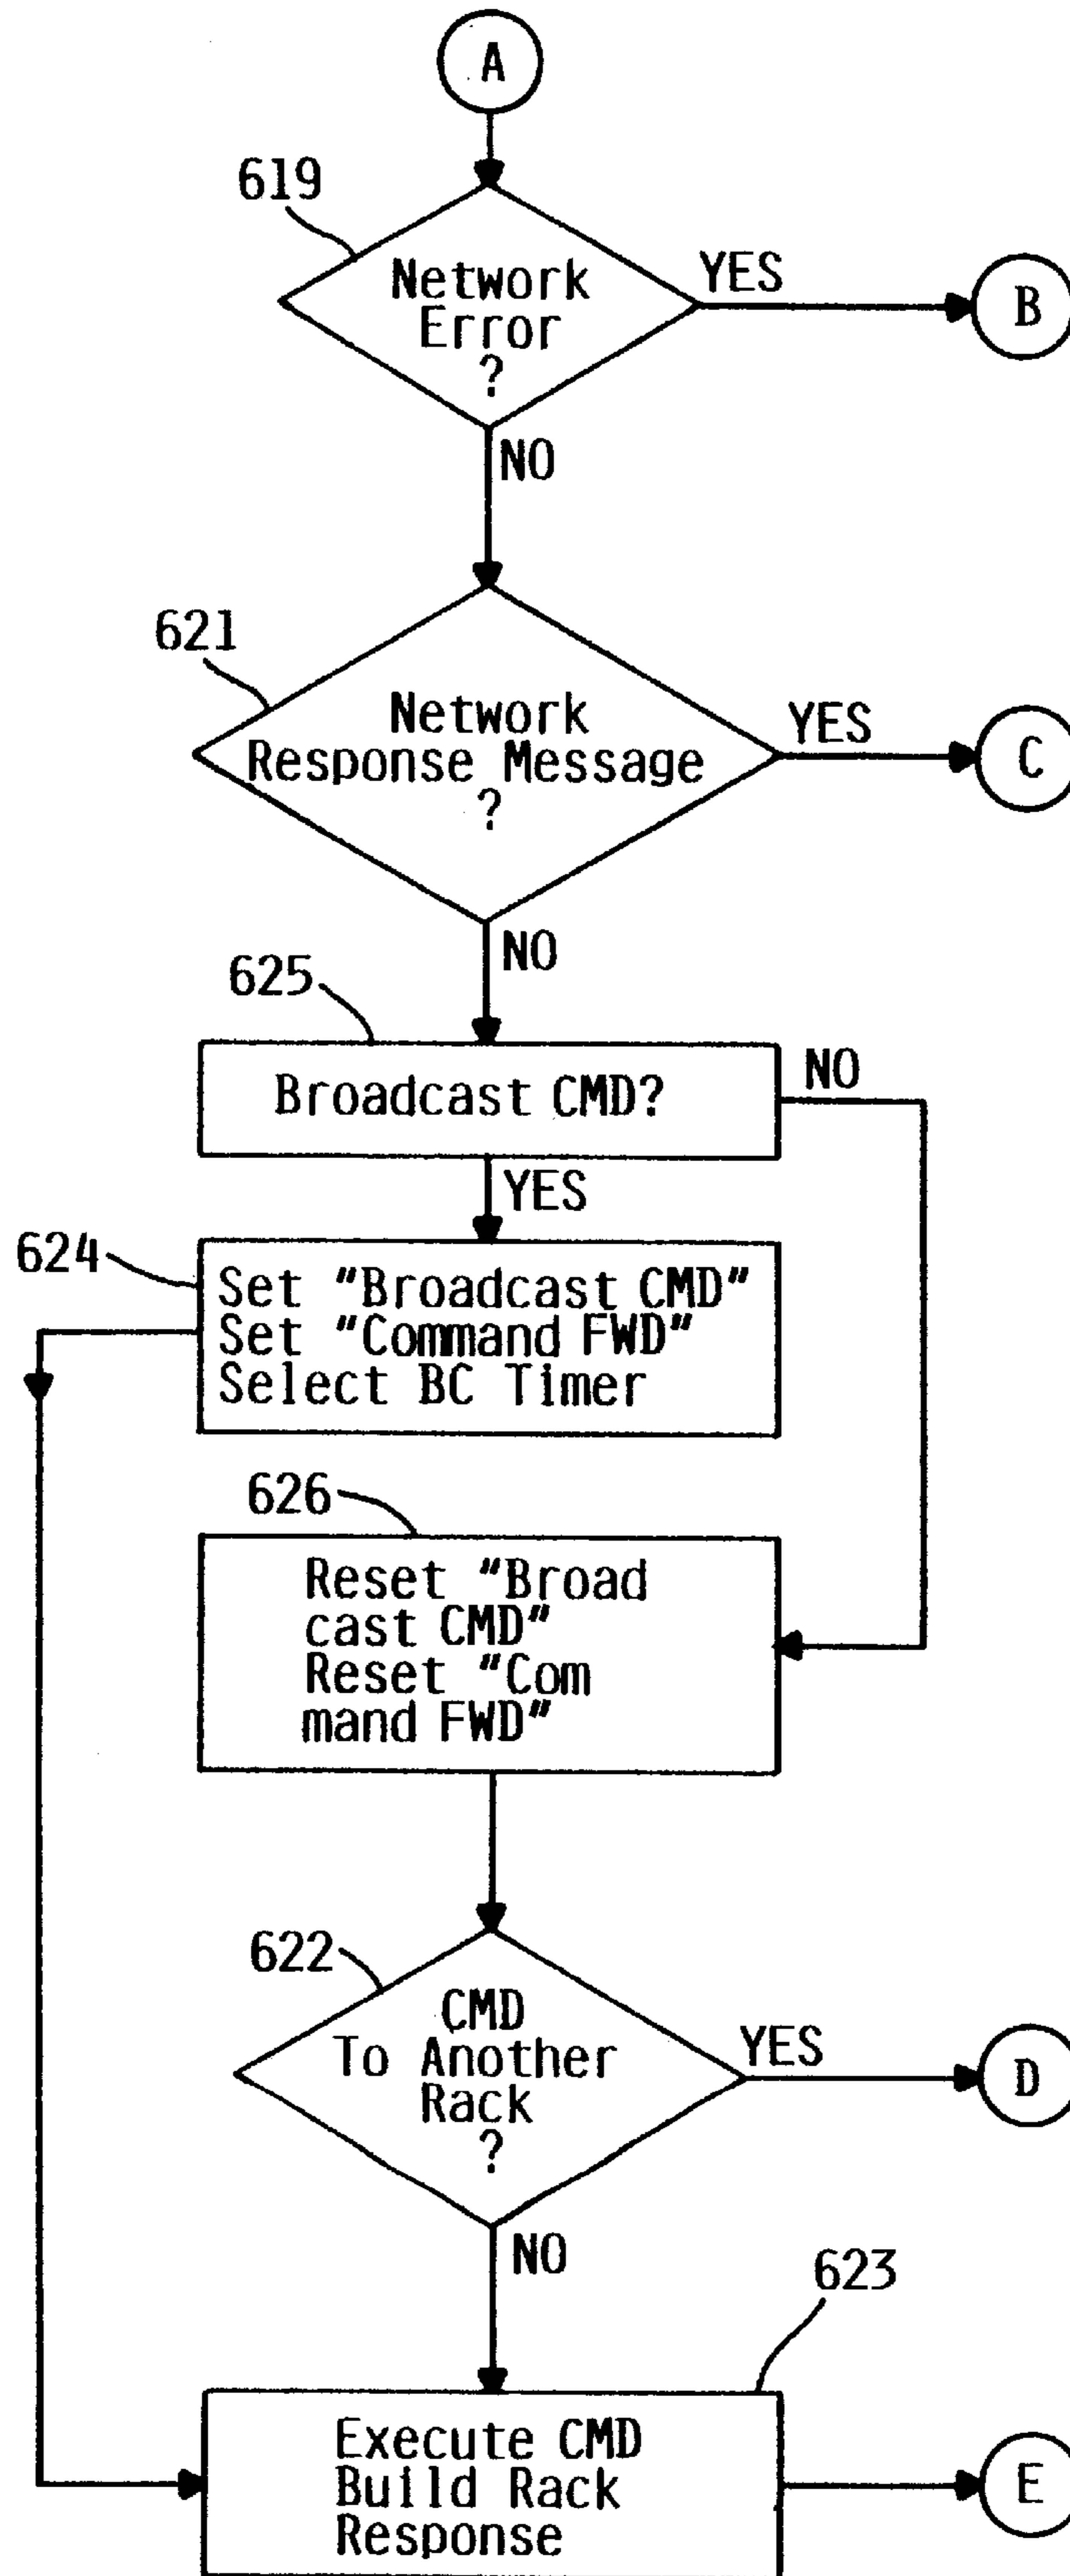 A
619
Network
Error
?
YES
B
NO
621
Network
Response Message
?
YES
C
NO
625
Broadcast CMD?
NO
YES
624
Set "Broadcast CMD"
Set "Command FWD"
Select BC Timer
626
Reset "Broad
cast CMD"
Reset "Com
mand FWD"
622
CMD
To Another
Rack
?
YES
D
NO
623
Execute CMD
Build Rack
Response
E